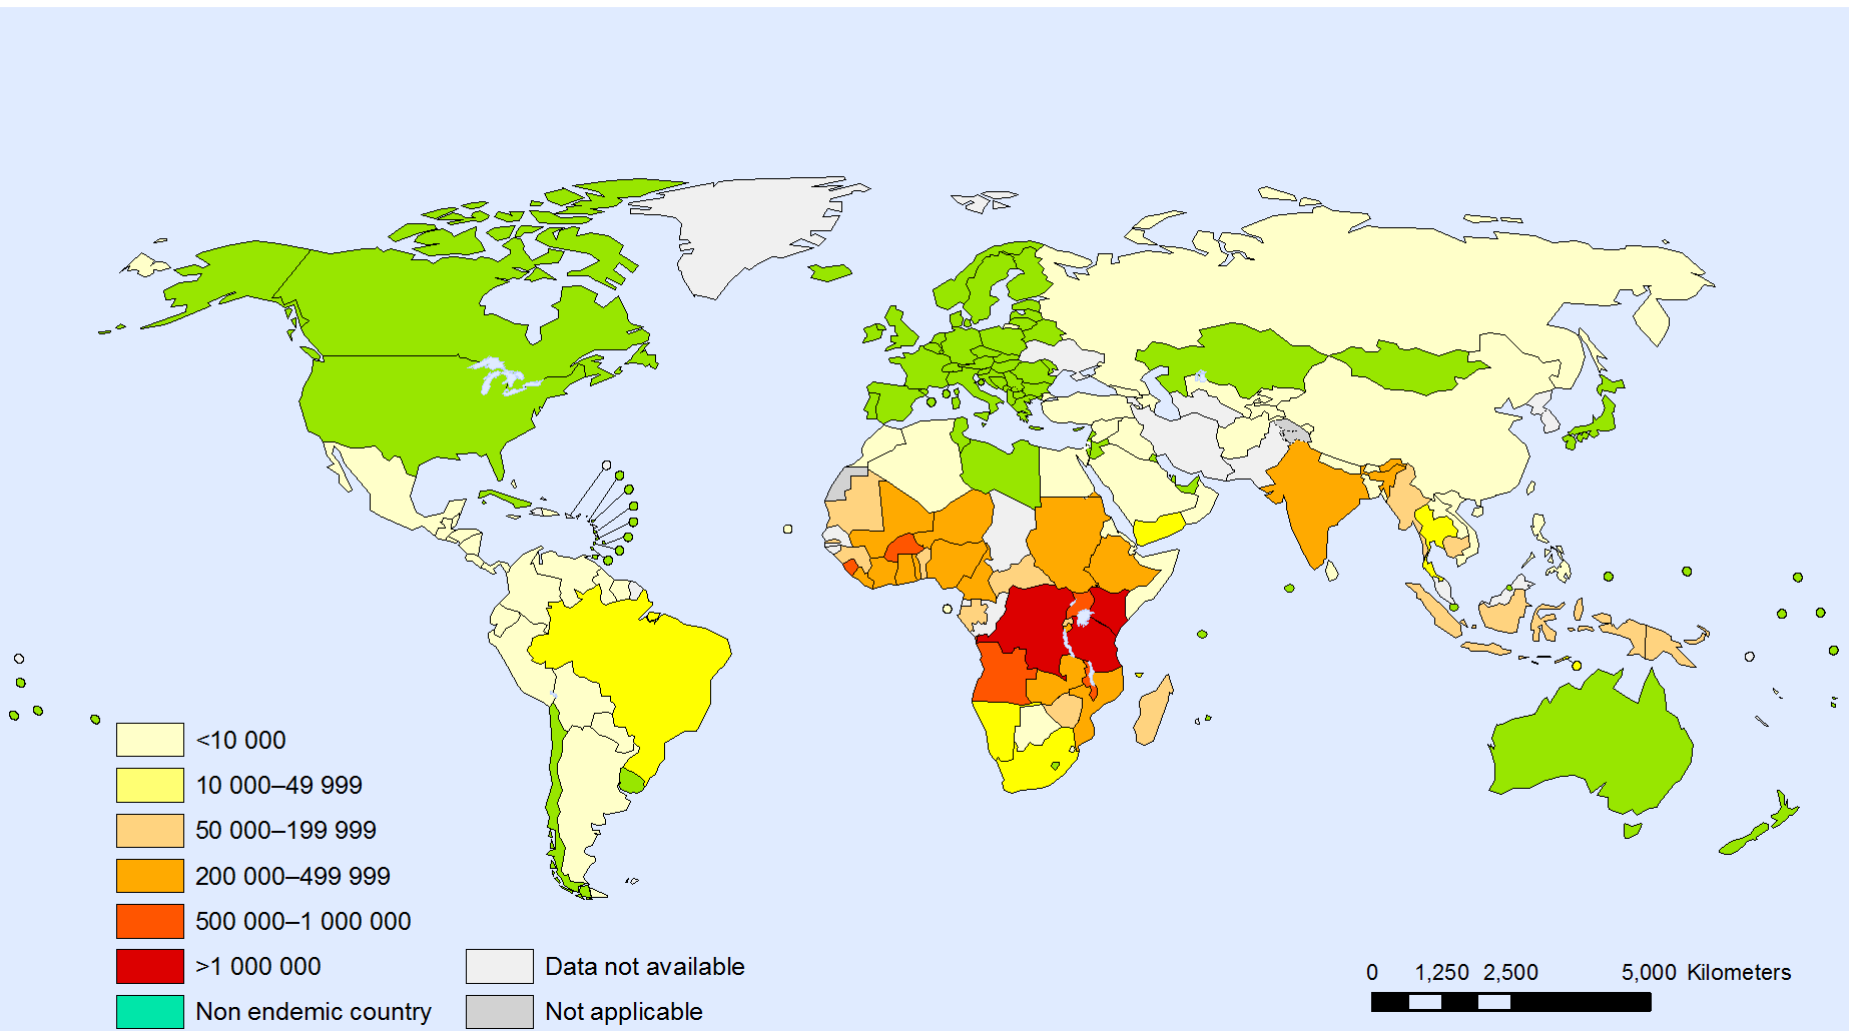 <10 000
10 000–49 999
50 000–199 999
200 000–499 999
500 000–1 000 000
>1 000 000
Non endemic country
Data not available
Not applicable
0 1,250 2,500 5,000 Kilometers